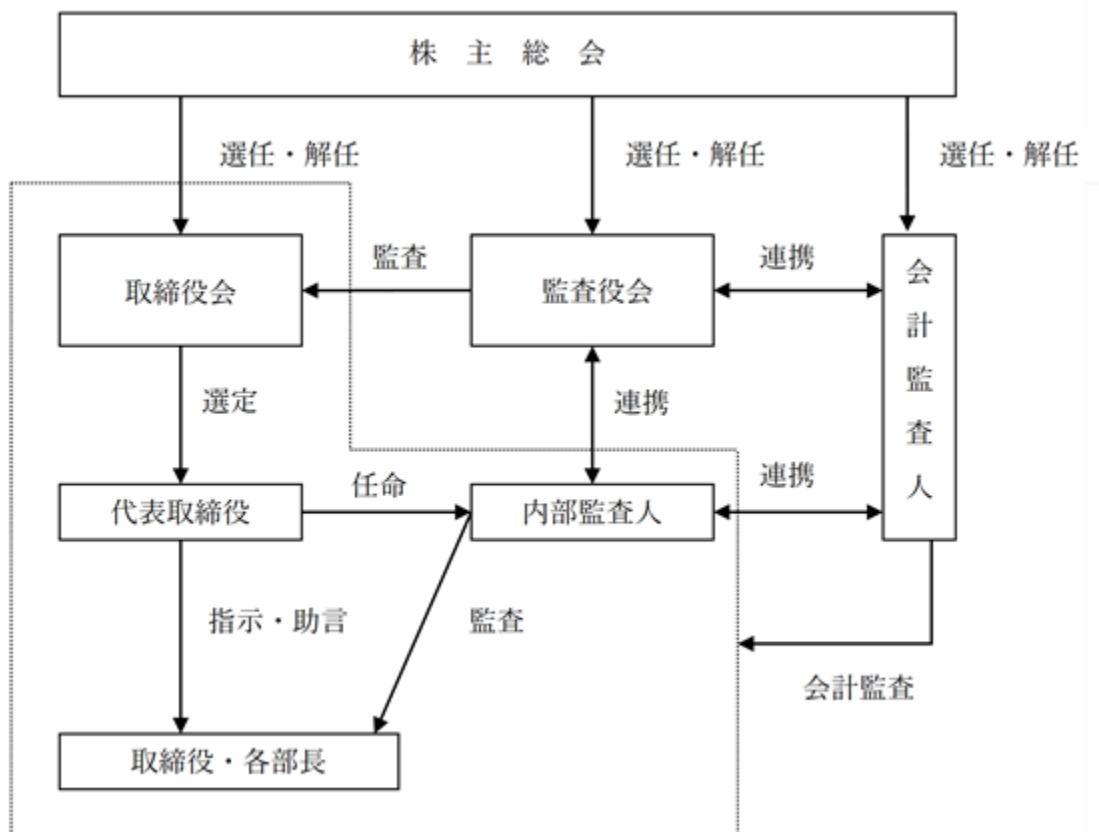 株 主 総 会
選任・解任
選任・解任
選任・解任
取締役会
監査
監査役会
連携
会計監査人
選定
連携
代表取締役
任命
内部監査人
連携
指示・助言
監査
会計監査
取締役・各部長